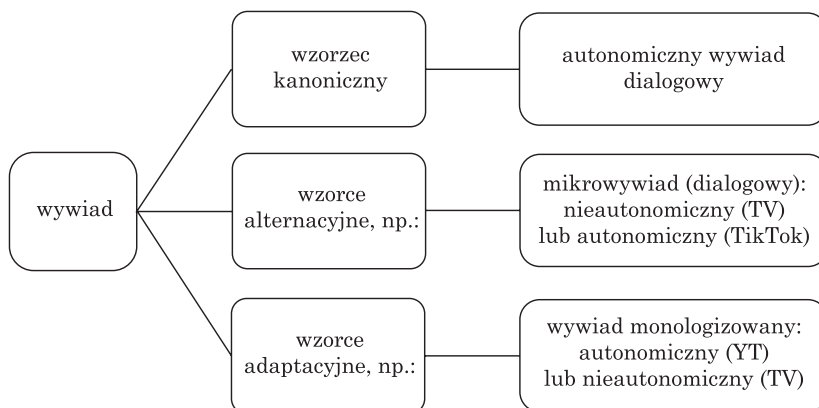 wzorzec
kanoniczny
autonomiczny wywiad
dialogowy
wywiad
wzorce
alternacyjne, np.:
mikrowywiad (dialogowy):
nieautonomiczny (TV)
lub autonomiczny (TikTok)
wzorce
adaptacyjne, np.:
wywiad monologizowany:
autonomiczny (YT)
lub nieautonomiczny (TV)